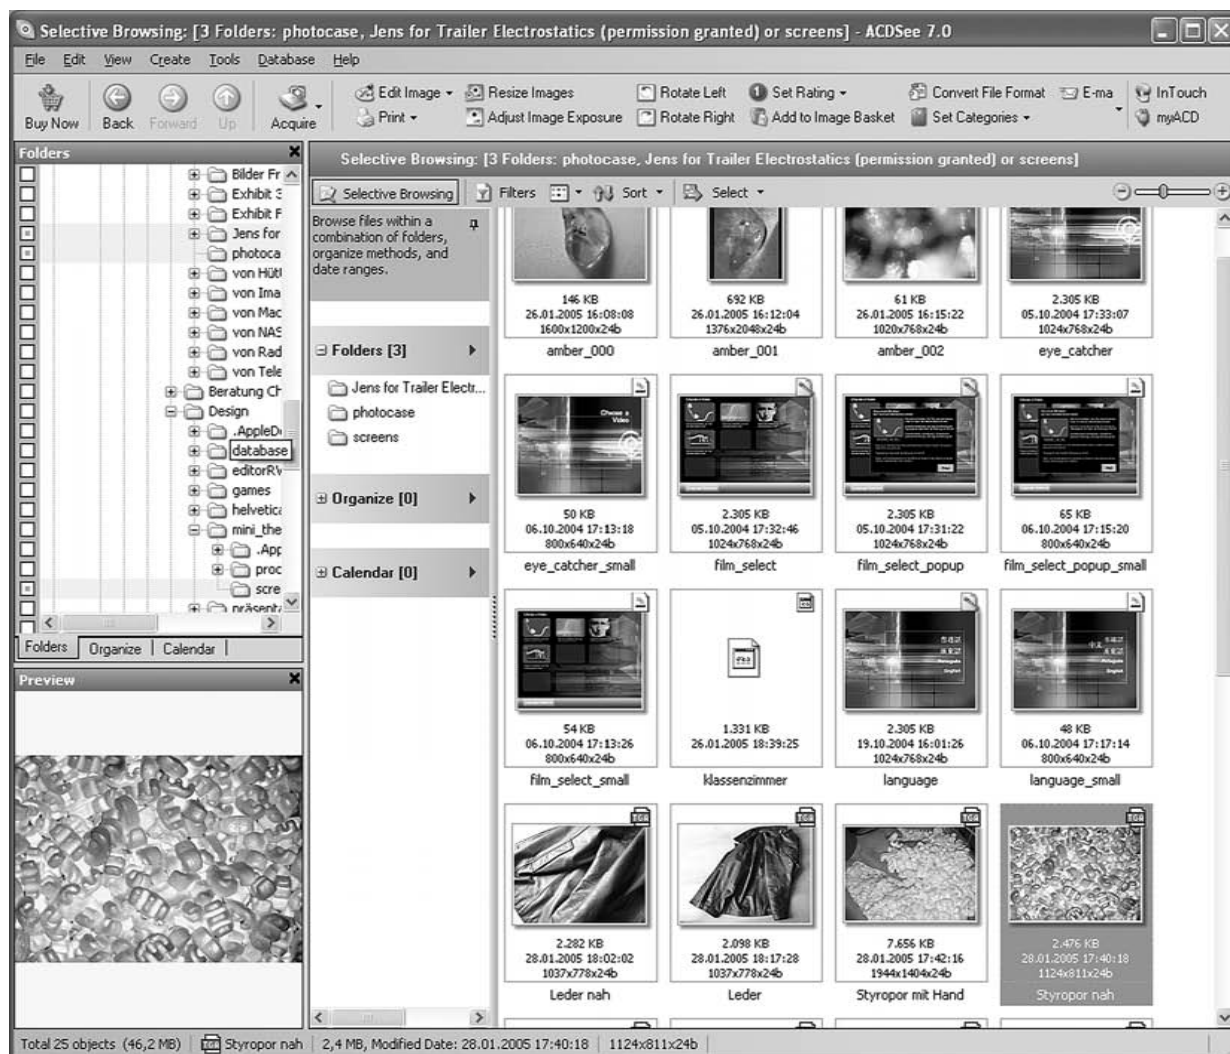 Selective Browsing: [3 Folders: photocase, Jens for Trailer Electrostatics (permission granted) or screens] - ACDSee 7.0
File Edit View Create Tools Database Help
Buy Now Back Forward Up Acquire
Edit Image Resize Images Rotate Left Set Rating Convert File Format E-ma InTouch
Print Adjust Image Exposure Rotate Right Add to Image Basket Set Categories myACD
Folders
Bilder Fr
Exhibit
Exhibit F
Jens for
photoca
von Hüt
von Ima
von Mac
von NAS
von Rad
von Tele
Beratung Ch
Design
.AppleD
database
editorRV
games
helvetica
mini_the
.App
proc
scre
präsenta
Folders Organize Calendar
Preview
Selective Browsing: [3 Folders: photocase, Jens for Trailer Electrostatics (permission granted) or screens]
Selective Browsing Filters Sort Select
Browse files within a
combination of folders,
organize methods, and
date ranges.
Folders [3]
Jens for Trailer Electr...
photocase
screens
Organize [0]
Calendar [0]
146 KB 692 KB 61 KB 2.305 KB
26.01.2005 16:08:08 26.01.2005 16:12:04 26.01.2005 16:15:22 05.10.2004 17:33:07
1600x1200x24b 1376x2048x24b 1020x768x24b 1024x768x24b
amber_000 amber_001 amber_002 eye_catcher
Choose a
Video
50 KB 2.305 KB 2.305 KB 65 KB
06.10.2004 17:13:18 05.10.2004 17:32:46 05.10.2004 17:31:22 06.10.2004 17:15:20
800x640x24b 1024x768x24b 1024x768x24b 800x640x24b
eye_catcher_small film_select film_select_popup film_select_popup_small
54 KB 1.331 KB 2.305 KB 48 KB
06.10.2004 17:13:26 26.01.2005 18:39:25 19.10.2004 16:01:26 06.10.2004 17:17:14
800x640x24b 1024x768x24b 800x640x24b
film_select_small klassenzimmer language language_small
TGA TGA TGA TGA
2.282 KB 2.098 KB 7.656 KB 2.476 KB
28.01.2005 18:02:02 28.01.2005 18:17:28 28.01.2005 17:42:16 28.01.2005 17:40:18
1037x778x24b 1037x778x24b 1944x1404x24b 1124x811x24b
Leder nah Leder Styropor mit Hand Styropor nah
Total 25 objects (46,2 MB) Styropor nah 2,4 MB, Modified Date: 28.01.2005 17:40:18 1124x811x24b